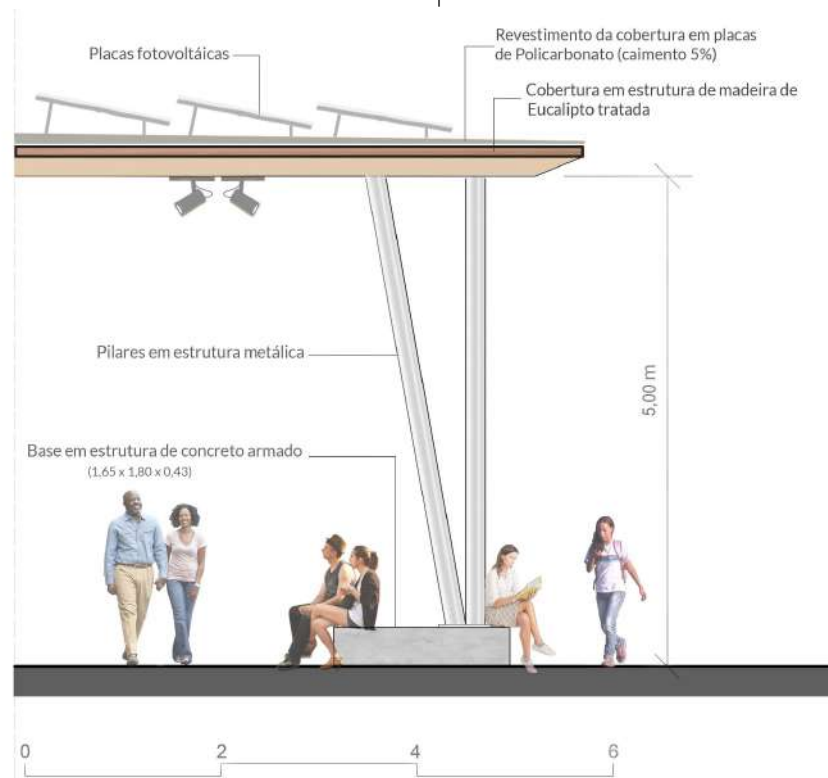 Placas fotovoltáicas
Revestimento da cobertura em placas
de Policarbonato (caimento 5%)
Cobertura em estrutura de madeira de
Eucalipto tratada
Pilares em estrutura metálica
5,00 m
Base em estrutura de concreto armado
(1,65 x 1,80 x 0,43)
0 2 4 6